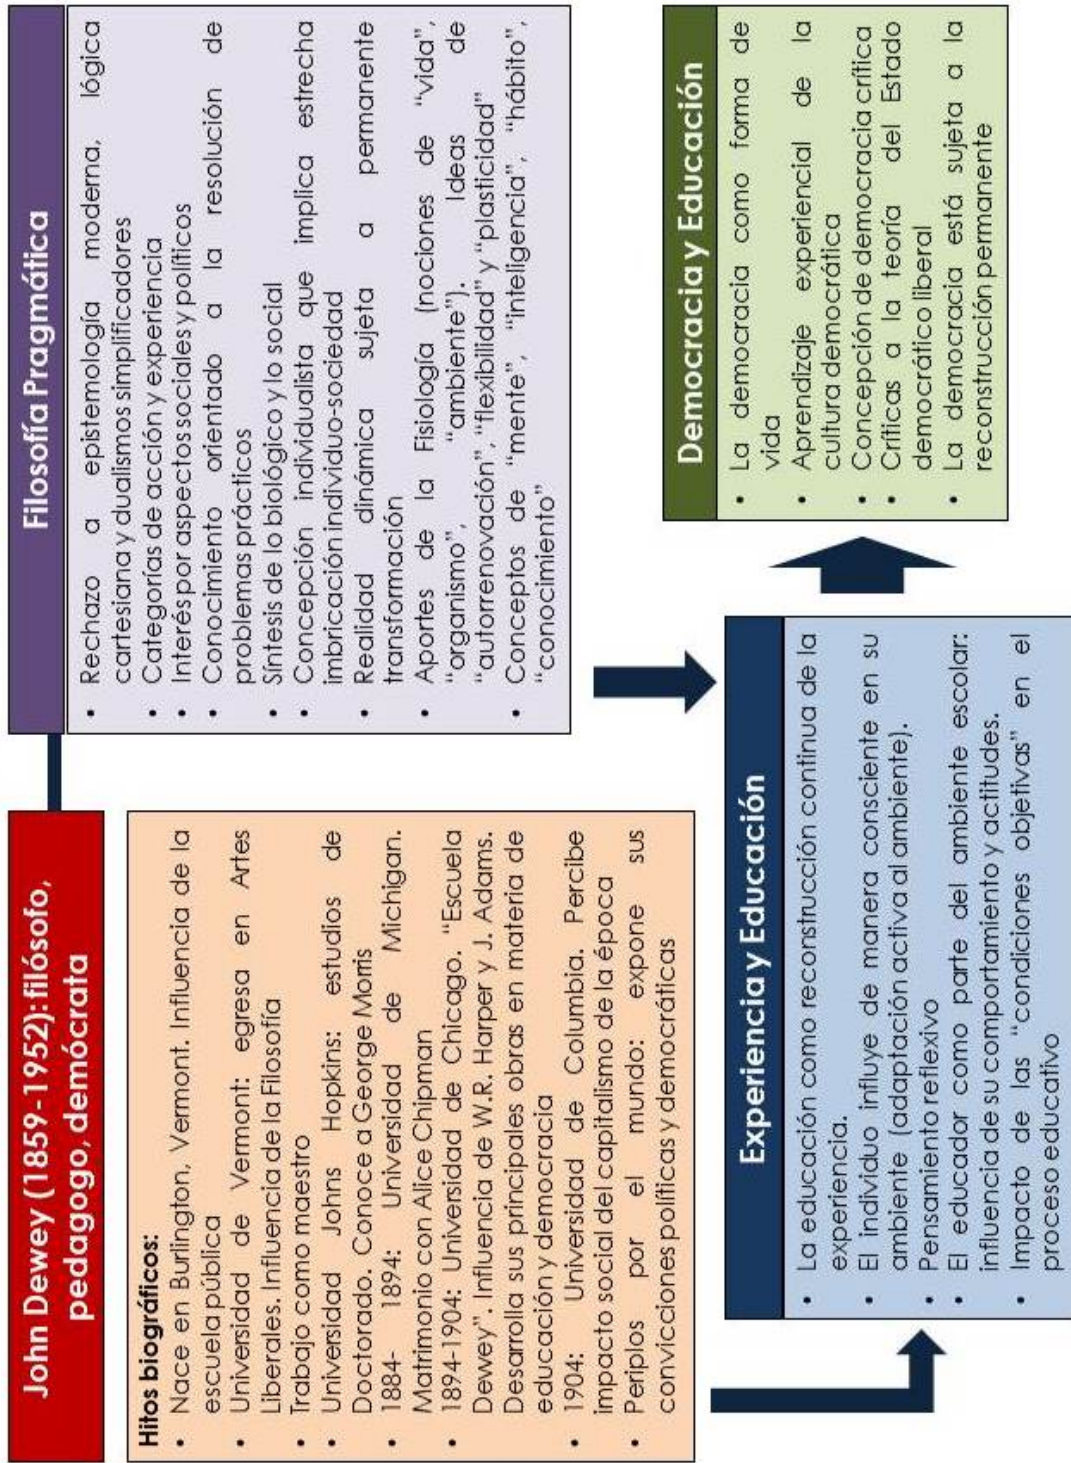 John Dewey (1859-1952): filósofo,
pedagogo, demócrata
Hitos biográficos:
• Nace en Burlington, Vermont. Influencia de la
escuela pública
• Universidad de Vermont: egresa en Artes
Liberales. Influencia de la Filosofía
• Trabajo como maestro
• Universidad Johns Hopkins: estudios de
Doctorado. Conoce a George Morris
• 1884- 1894: Universidad de Michigan.
Matrimonio con Alice Chipman
• 1894-1904: Universidad de Chicago. “Escuela
Dewey”. Influencia de W.R. Harper y J. Adams.
Desarrolla sus principales obras en materia de
educación y democracia
• 1904: Universidad de Columbia. Percibe
impacto social del capitalismo de la época
• Periplos por el mundo: expone sus
convicciones políticas y democráticas
Filosofía Pragmática
• Rechazo a epistemología moderna, lógica
cartesiana y dualismos simplificadores
• Categorías de acción y experiencia
• Interés por aspectos sociales y políticos
• Conocimiento orientado a la resolución de
problemas prácticos
• Síntesis de lo biológico y lo social
• Concepción individualista que implica estrecha
imbricación individuo-sociedad
• Realidad dinámica sujeta a permanente
transformación
• Aportes de la Fisiología (nociones de “vida”,
“organismo”, “ambiente”). Ideas de
“autorrenovación”, “flexibilidad” y “plasticidad”
• Conceptos de “mente”, “inteligencia”, “hábito”,
“conocimiento”
Experiencia y Educación
• La educación como reconstrucción continua de la
experiencia.
• El individuo influye de manera consciente en su
ambiente (adaptación activa al ambiente).
• Pensamiento reflexivo
• El educador como parte del ambiente escolar:
influencia de su comportamiento y actitudes.
• Impacto de las “condiciones objetivas” en el
proceso educativo
Democracia y Educación
• La democracia como forma de
vida
• Aprendizaje experiencial de la
cultura democrática
• Concepción de democracia crítica
• Críticas a la teoría del Estado
democrático liberal
• La democracia está sujeta a la
reconstrucción permanente